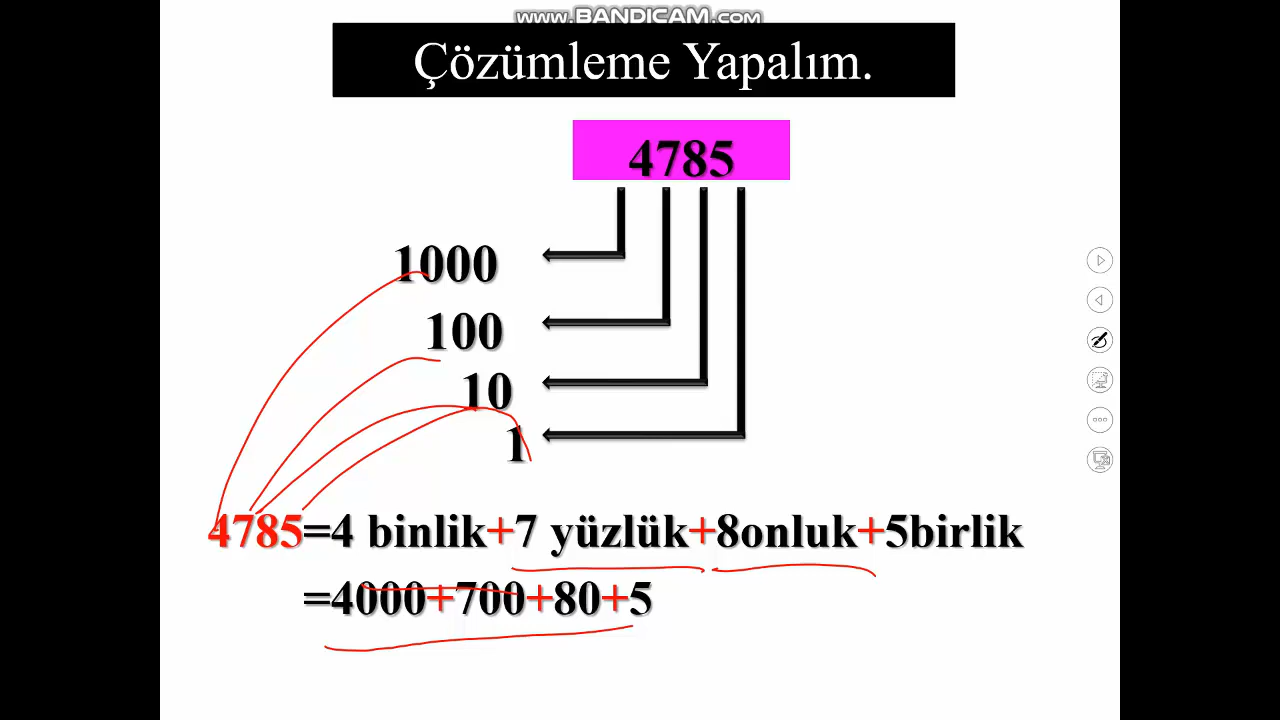 www.BANDICAM.com
Çözümleme Yapalım.
4785
1000
100
10
1
4785=4 binlik+7 yüzlük+8onluk+5birlik
=4000+700+80+5